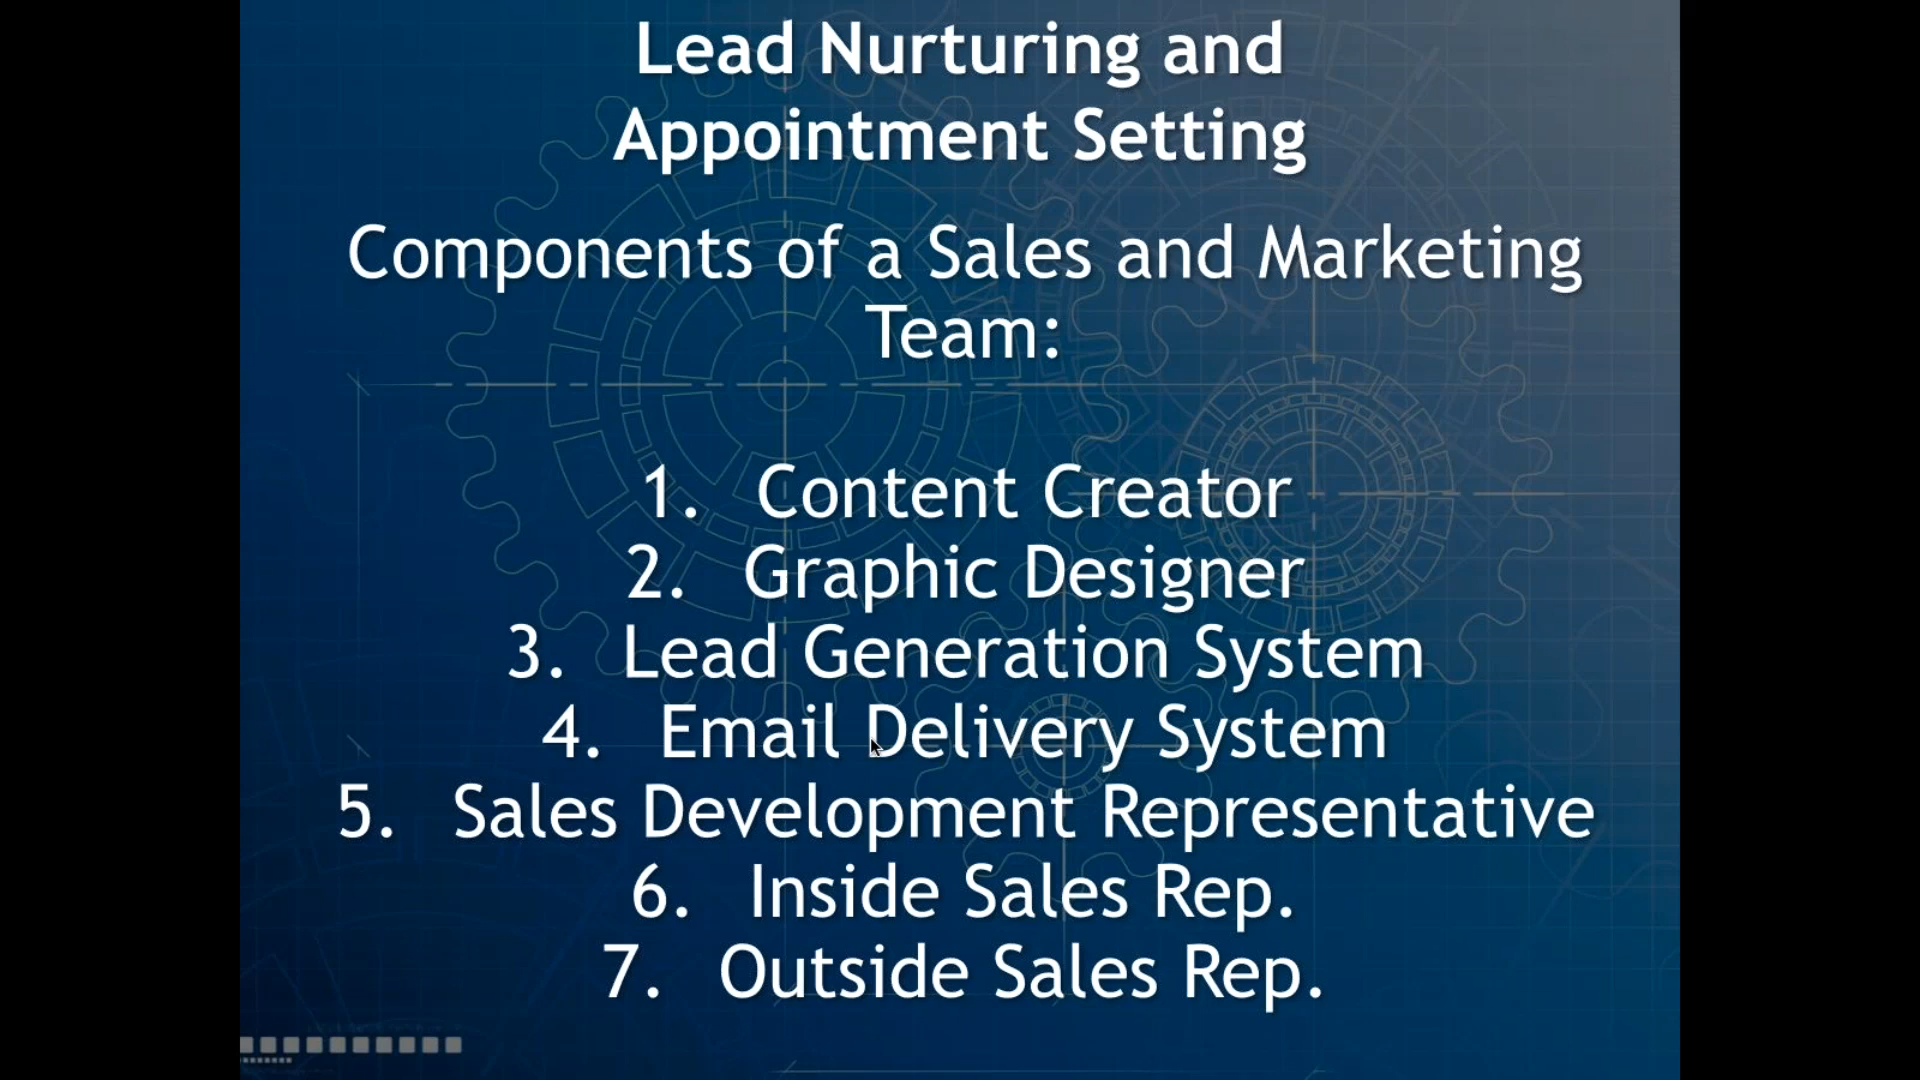 Lead Nurturing and
Appointment Setting
Components of a Sales and Marketing
Team:
1. Content Creator
2. Graphic Designer
3. Lead Generation System
4. Email Delivery System
5. Sales Development Representative
6. Inside Sales Rep.
7. Outside Sales Rep.